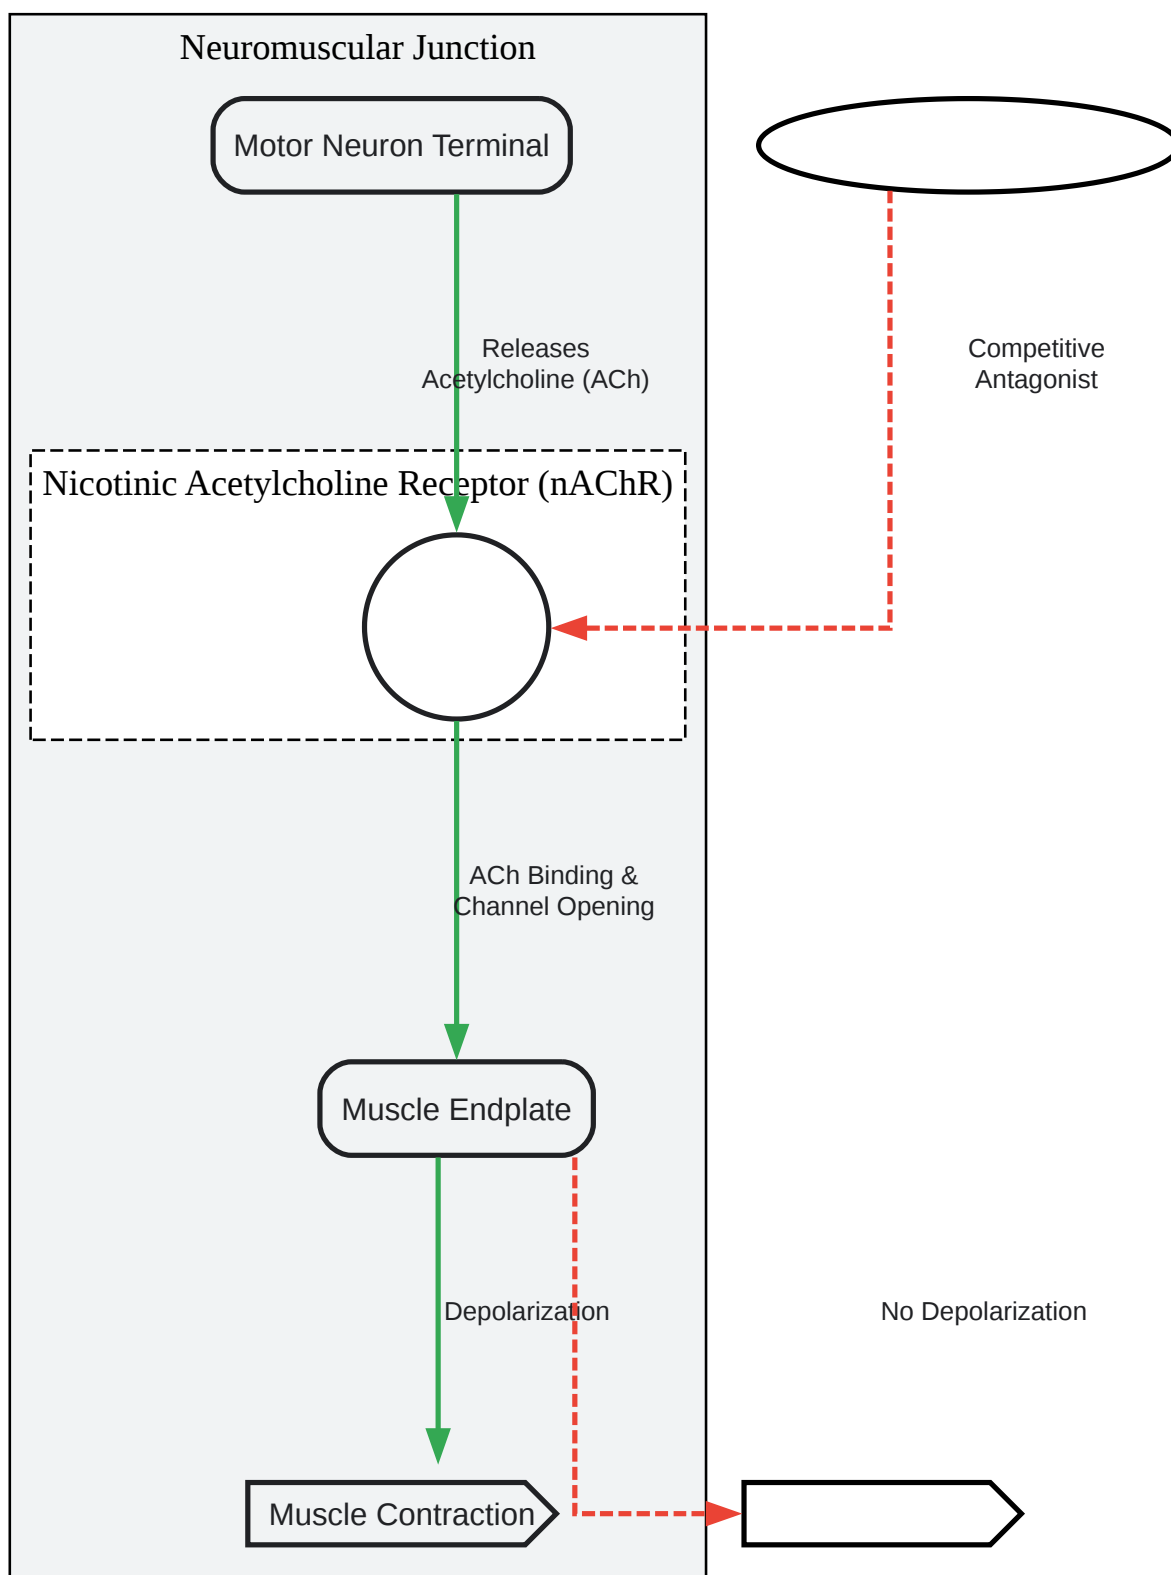 Neuromuscular Junction
Motor Neuron Terminal
Releases
Acetylcholine (ACh)
Competitive
Antagonist
Nicotinic Acetylcholine Receptor (nAChR)
ACh Binding &
Channel Opening
Muscle Endplate
Depolarization
No Depolarization
Muscle Contraction